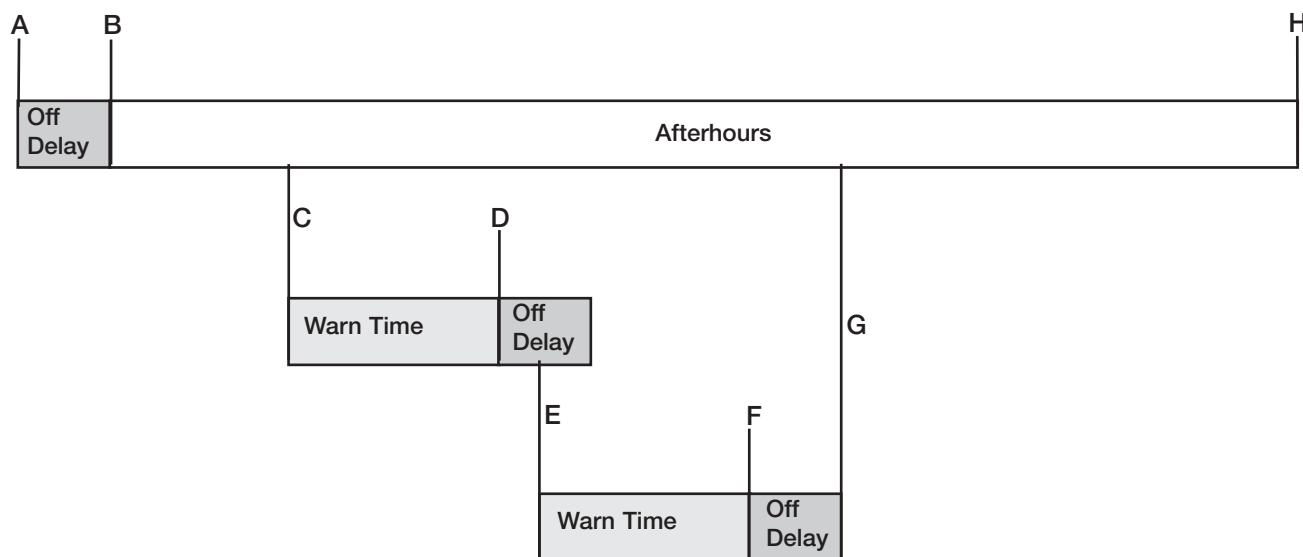 A
B
H
Off
Delay
Afterhours
C
D
Warn Time
Off
Delay
G
E
F
Warn Time
Off
Delay